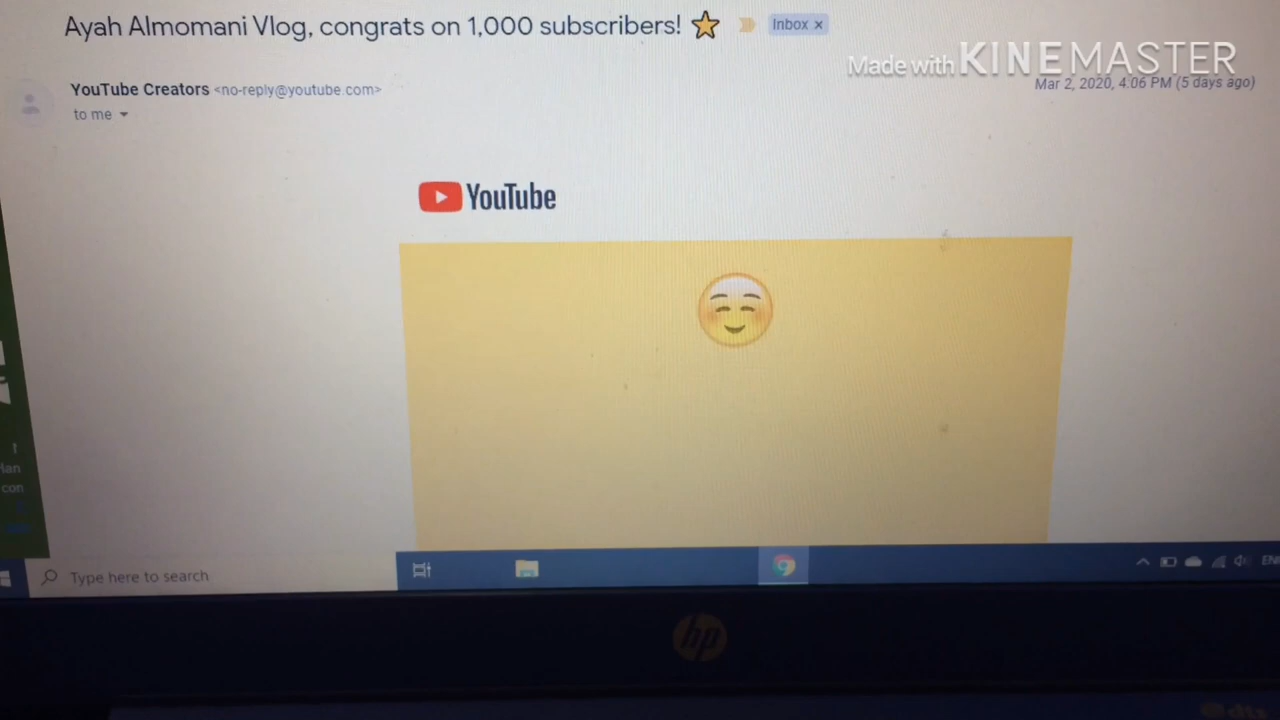 Ayah Almomani Vlog, congrats on 1,000 subscribers! ⭐ Inbox ×
Made with KINEMASTER
YouTube Creators <no-reply@youtube.com>
Mar 2, 2020, 4:06 PM (5 days ago)
to me
YouTube
con
Type here to search
hp